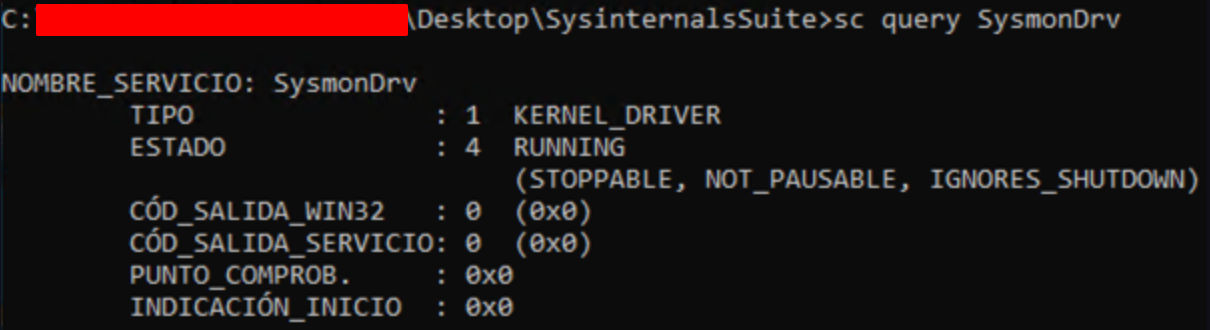 C:\Desktop\SysinternalsSuite>sc query SysmonDrv
NOMBRE_SERVICIO: SysmonDrv
TIPO : 1 KERNEL_DRIVER
ESTADO : 4 RUNNING
(STOPPABLE, NOT_PAUSABLE, IGNORES_SHUTDOWN)
CÓD_SALIDA_WIN32 : 0 (0x0)
CÓD_SALIDA_SERVICIO: 0 (0x0)
PUNTO_COMPROB. : 0x0
INDICACIÓN_INICIO : 0x0